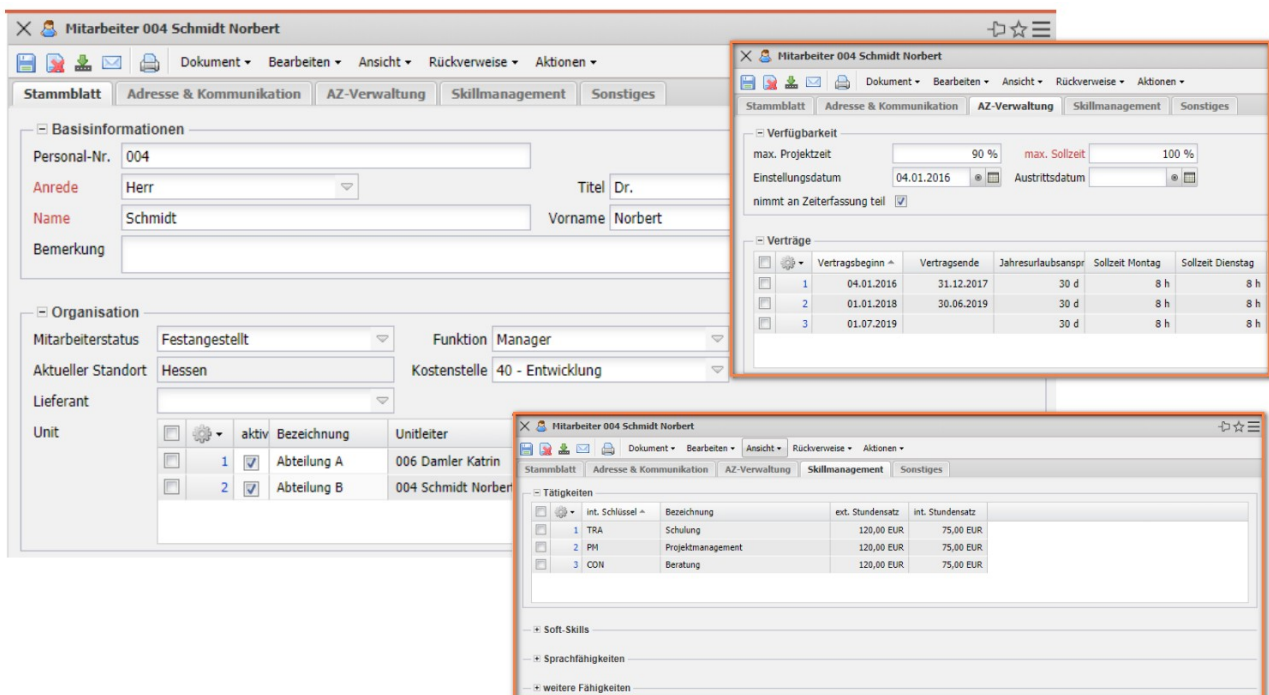 Mitarbeiter 004 Schmidt Norbert
Dokument Bearbeiten Ansicht Rückverweise Aktionen
Stammblatt Adresse & Kommunikation AZ-Verwaltung Skillmanagement Sonstiges
Basisinformationen
Personal-Nr. 004
Anrede Herr Titel Dr.
Name Schmidt Vorname Norbert
Bemerkung
Organisation
Mitarbeiterstatus Festangestellt Funktion Manager
Aktueller Standort Hessen Kostenstelle 40 - Entwicklung
Lieferant
Unit aktiv Bezeichnung Unitleiter
1 Abteilung A 006 Damler Katrin
2 Abteilung B 004 Schmidt Norbert
Mitarbeiter 004 Schmidt Norbert
Dokument Bearbeiten Ansicht Rückverweise Aktionen
Stammblatt Adresse & Kommunikation AZ-Verwaltung Skillmanagement Sonstiges
Verfügbarkeit
max. Projektzeit 90 % max. Sollzeit 100 %
Einstellungsdatum 04.01.2016 Austrittsdatum
nimmt an Zeiterfassung teil
Verträge
Vertragsbeginn Vertragsende Jahresurlaubsanspr Sollzeit Montag Sollzeit Dienstag
1 04.01.2016 31.12.2017 30 d 8 h 8 h
2 01.01.2018 30.06.2019 30 d 8 h 8 h
3 01.07.2019 30 d 8 h 8 h
Mitarbeiter 004 Schmidt Norbert
Dokument Bearbeiten Ansicht Rückverweise Aktionen
Stammblatt Adresse & Kommunikation AZ-Verwaltung Skillmanagement Sonstiges
Tätigkeiten
int. Schlüssel Bezeichnung ext. Stundensatz int. Stundensatz
1 TRA Schulung 120,00 EUR 75,00 EUR
2 PM Projektmanagement 120,00 EUR 75,00 EUR
3 CON Beratung 120,00 EUR 75,00 EUR
Soft-Skills
Sprachfähigkeiten
weitere Fähigkeiten